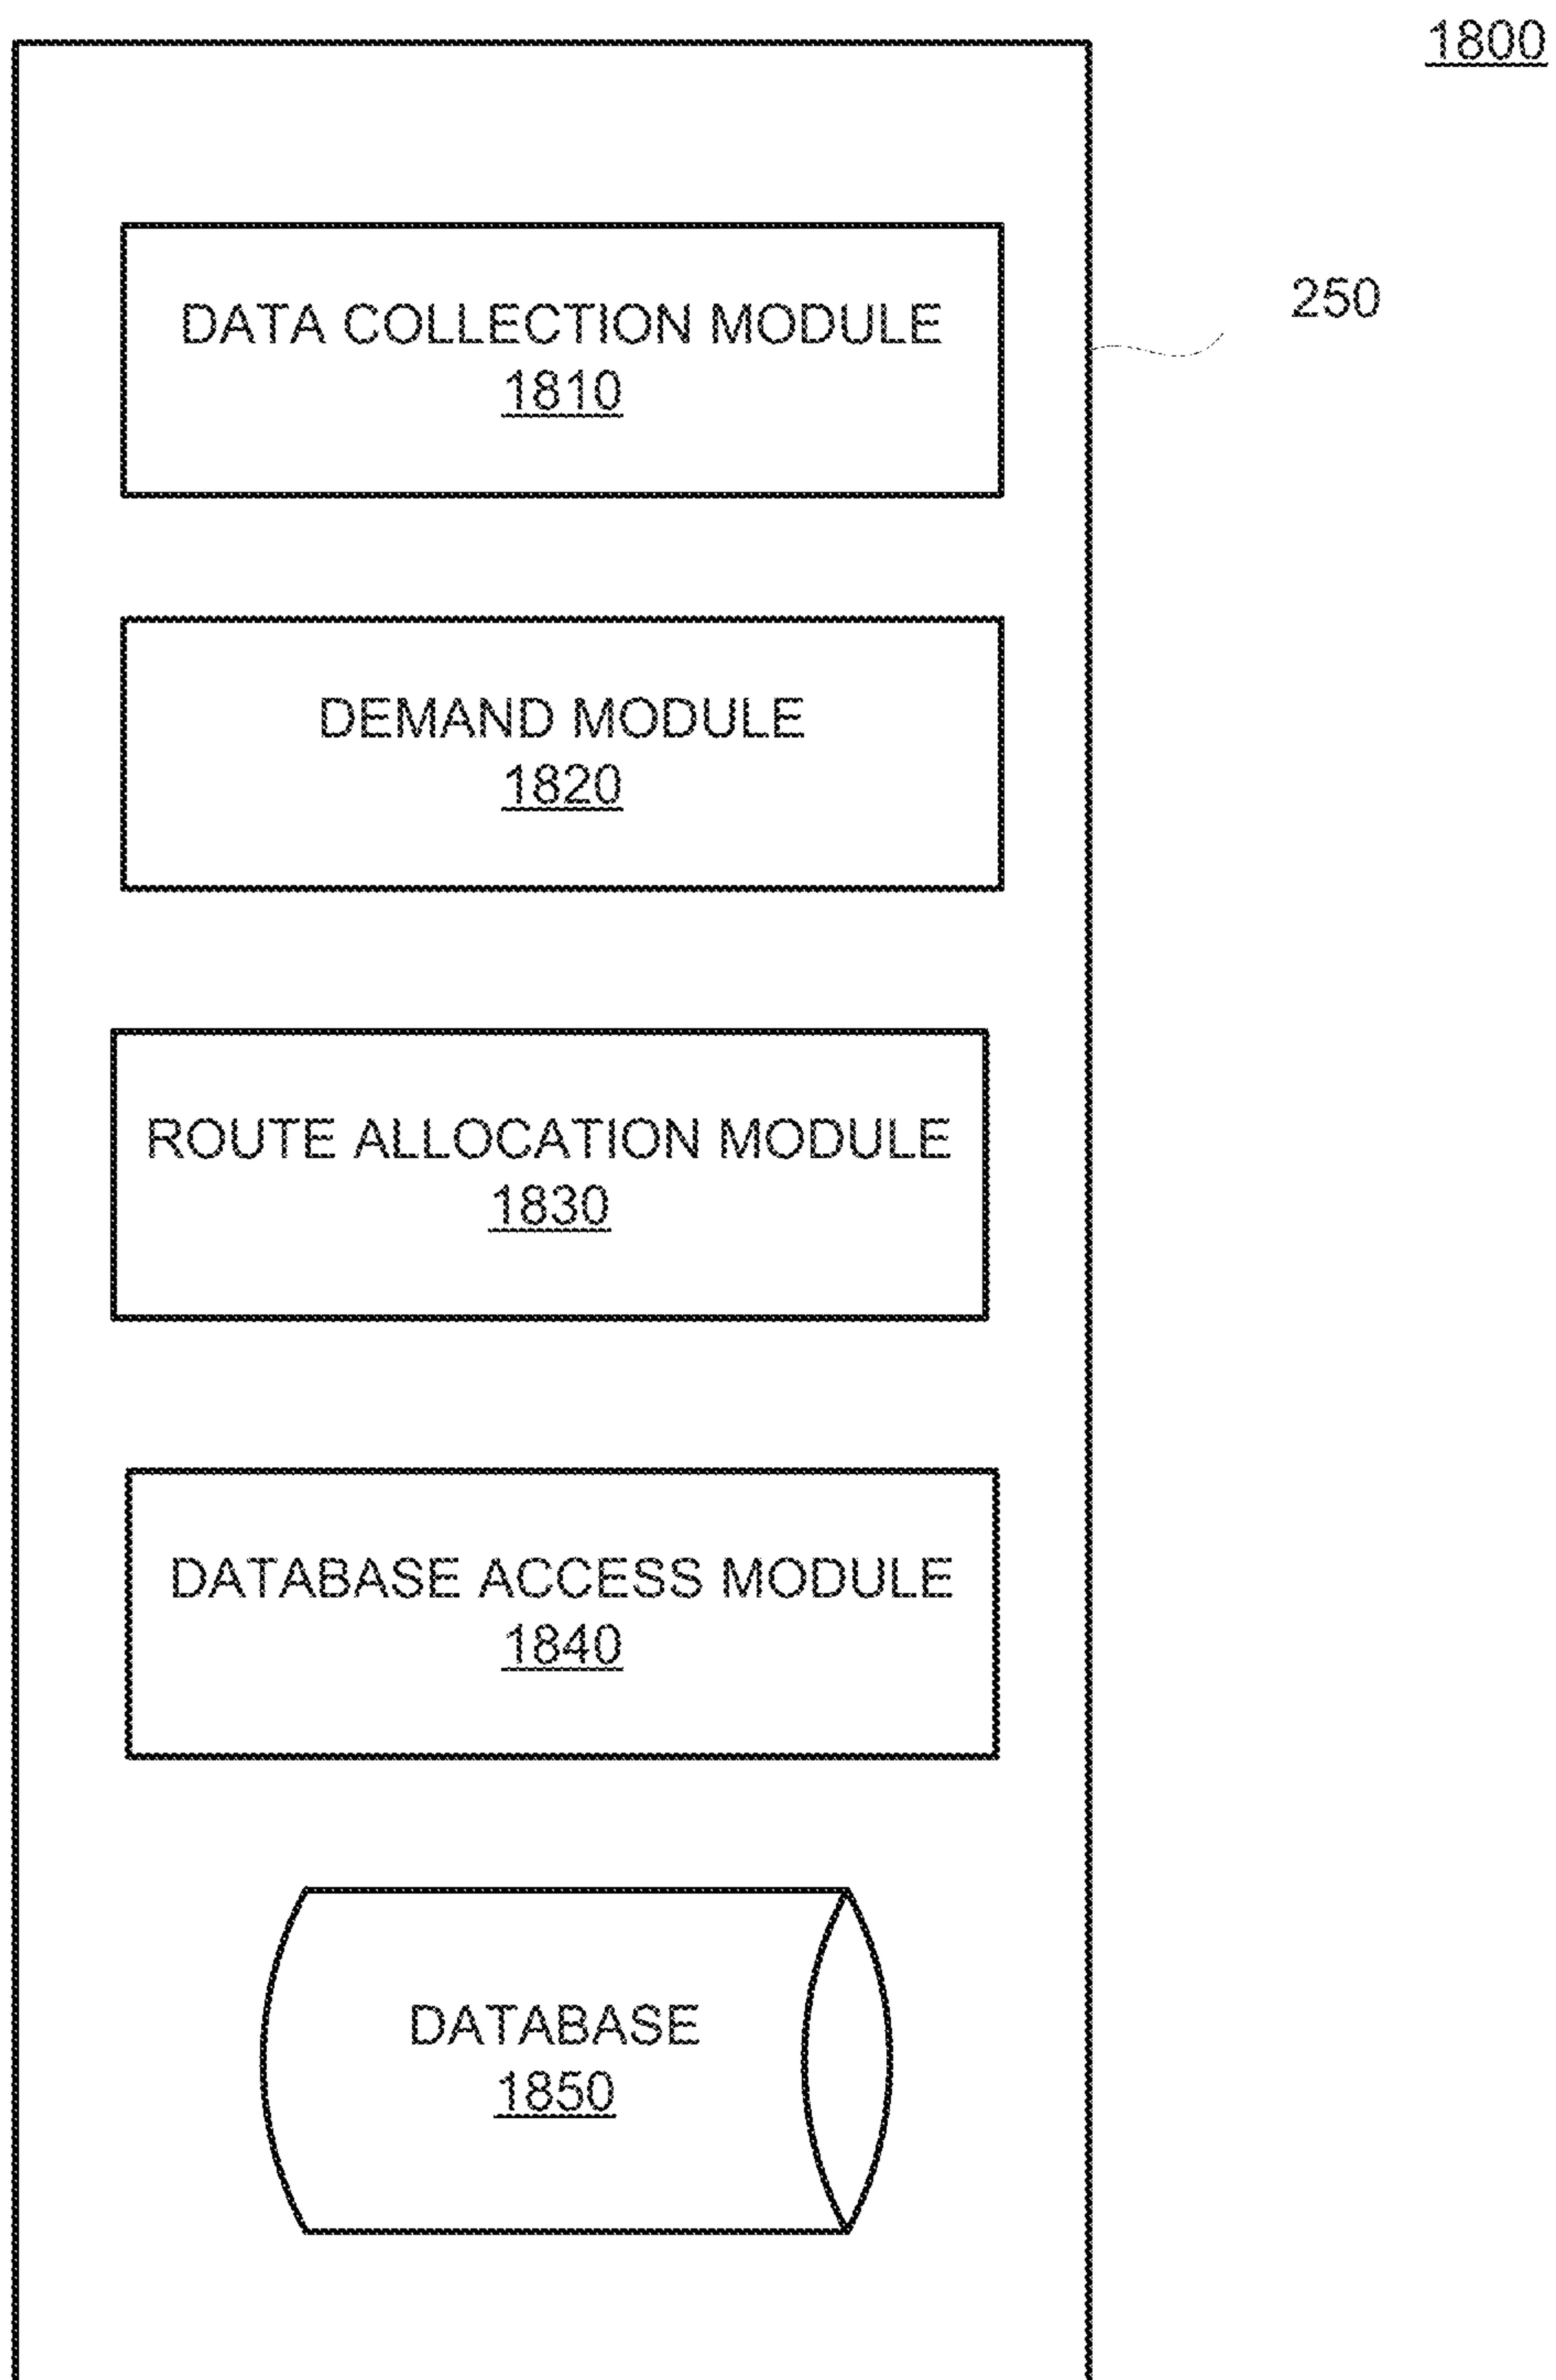 1800
DATA COLLECTION MODULE
1810
250
DEMAND MODULE
1820
ROUTE ALLOCATION MODULE
1830
DATABASE ACCESS MODULE
1840
DATABASE
1850